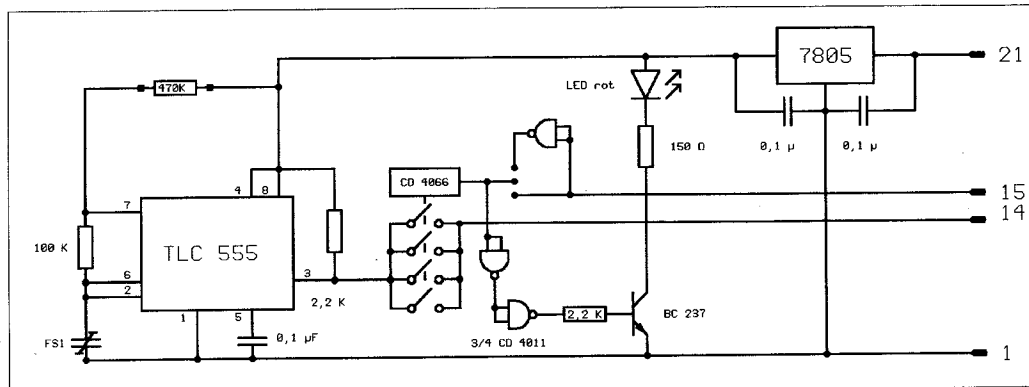 7805
21
470K
LED rot
0,1 µ
0,1 µ
150 Ω
CD 4066
15
14
4
8
7
100 K
TLC 555
3
6
2
2,2 K
1
5
FS1
0,1 µF
2,2 K
BC 237
3/4 CD 4011
1